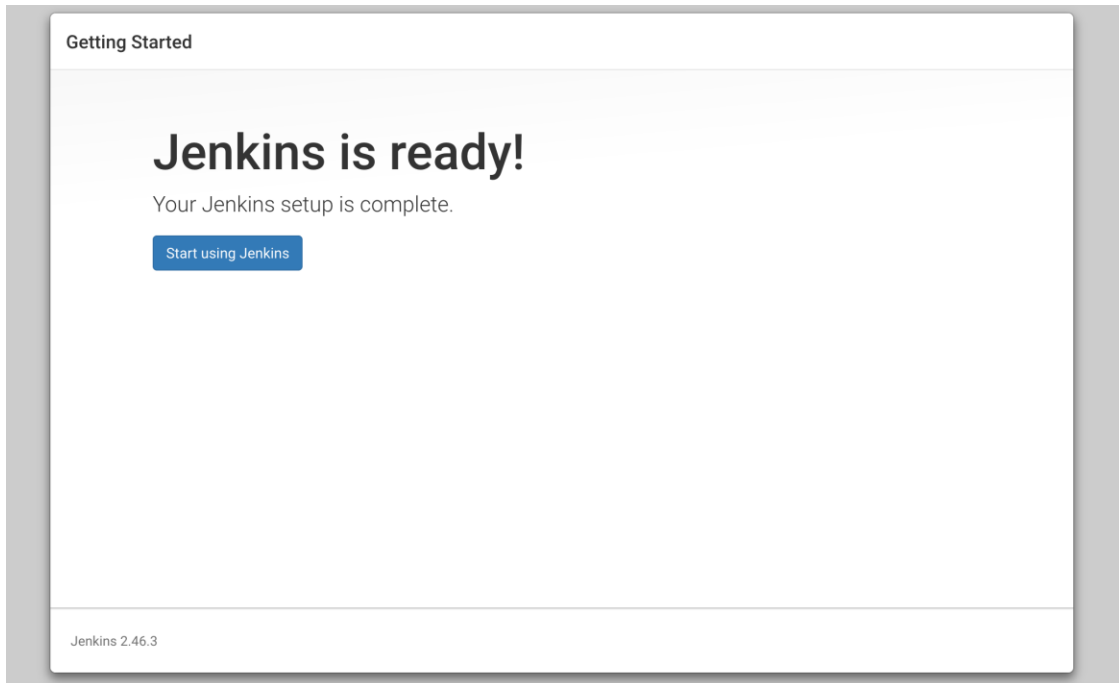 Getting Started
Jenkins is ready!
Your Jenkins setup is complete.
Start using Jenkins
Jenkins 2.46.3